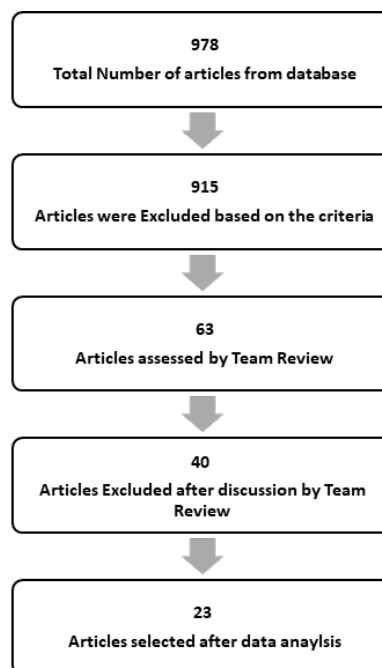 978
Total Number of articles from database
915
Articles were Excluded based on the criteria
63
Articles assessed by Team Review
40
Articles Excluded after discussion by Team
Review
23
Articles selected after data anaylsis